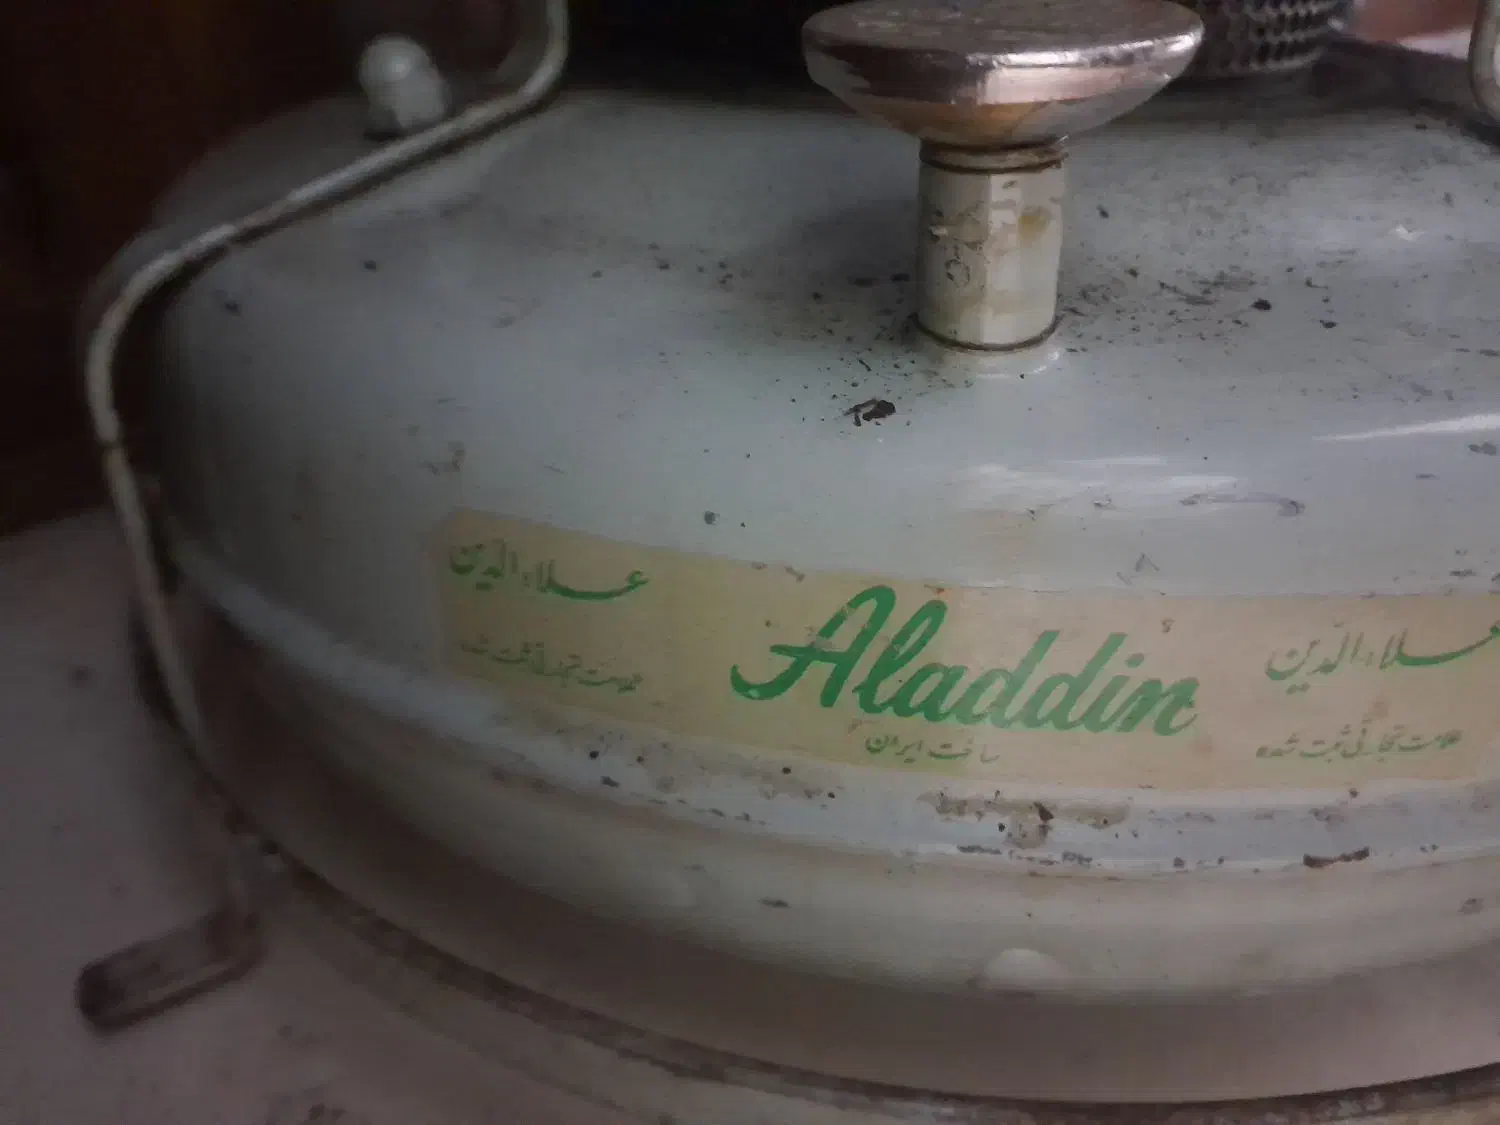 علاءالدین
علامت تجارتی ثبت شده
Aladdin
ساخت ایران
علاءالدین
علامت تجارتی ثبت شده